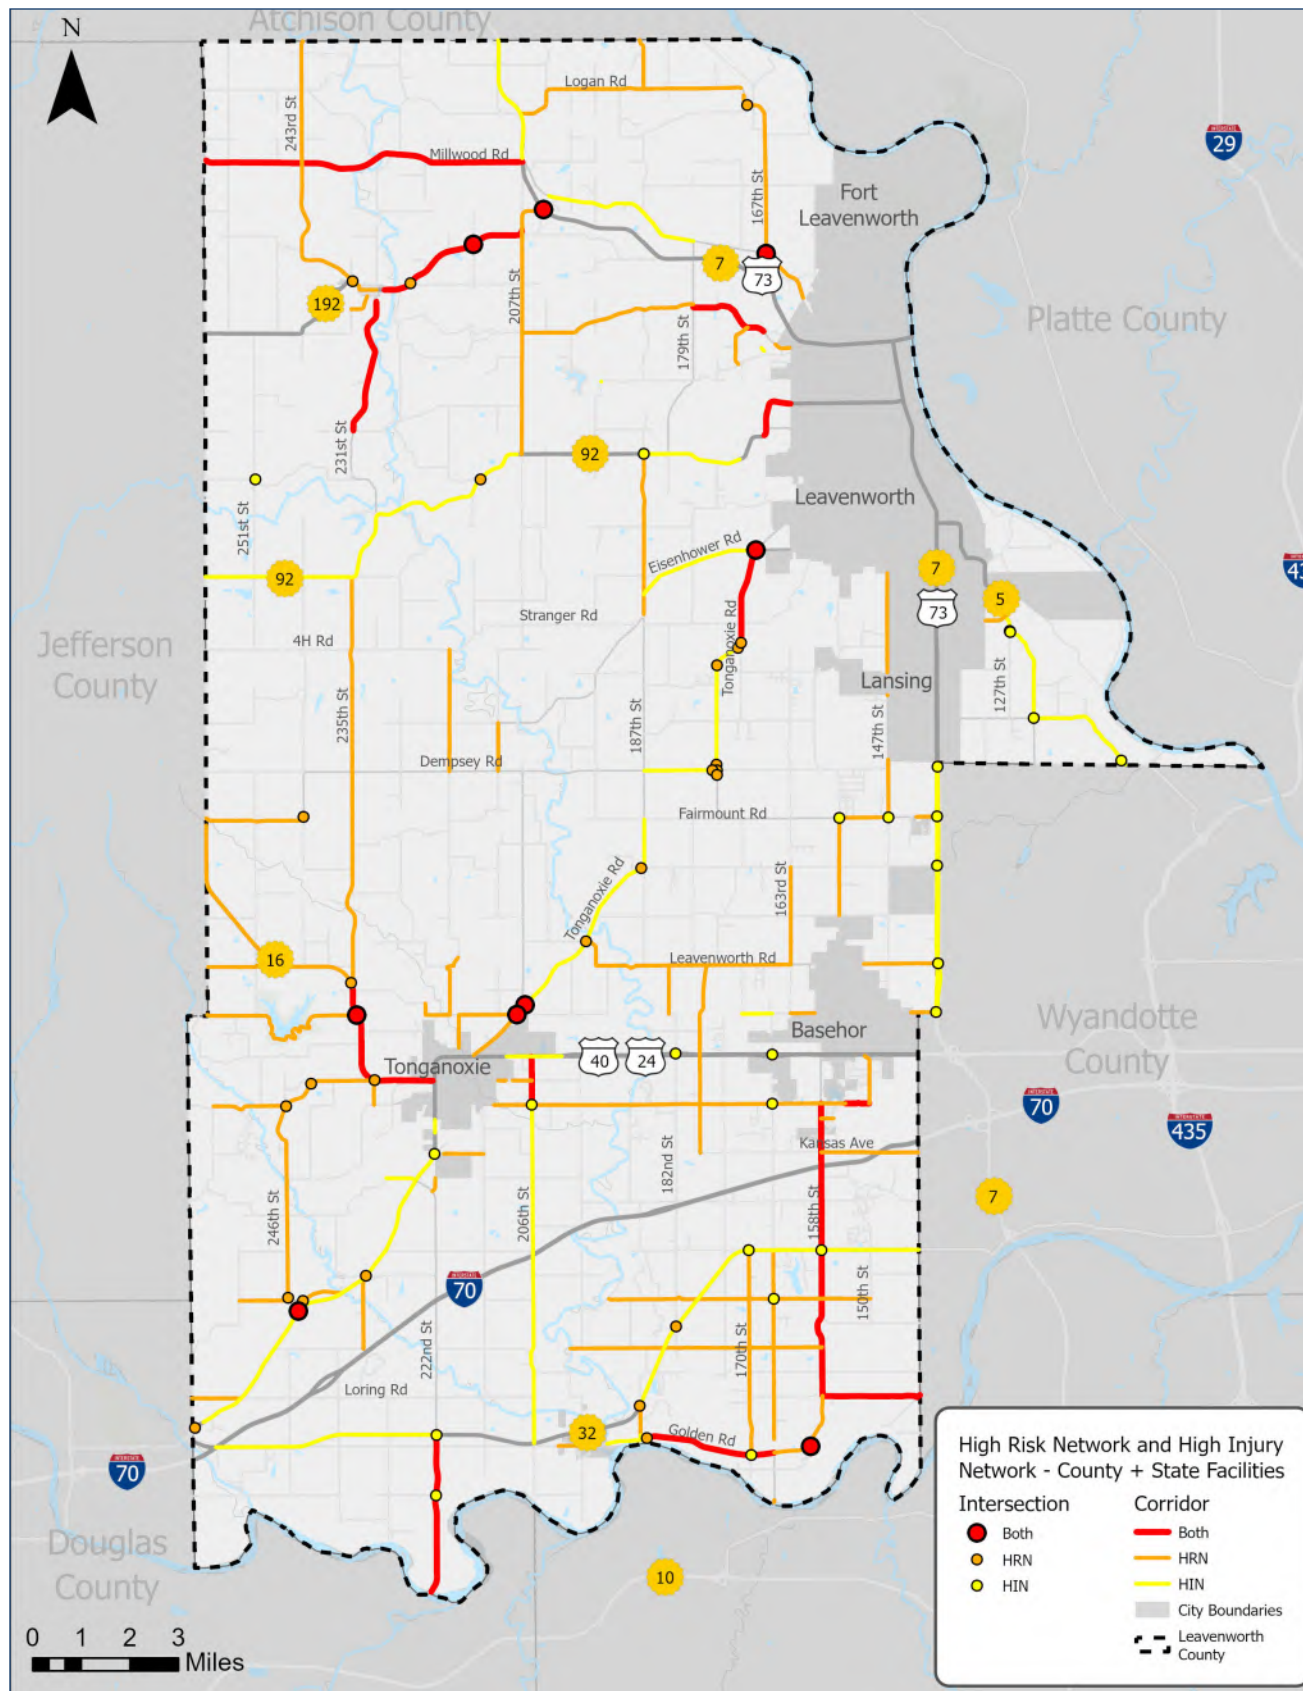 Atchison County
N
Logan Rd
243rd St
INTERSTATE
29
Millwood Rd
167th St
Fort
Leavenworth
7
73
207th St
192
Platte County
179th St
231st St
92
Leavenworth
251st St
Eisenhower Rd
92
7
5
73
Stranger Rd
4H Rd
Tonganoxie Rd
Jefferson
County
127th St
Lansing
235th St
187th St
147th St
Dempsey Rd
Fairmount Rd
Tonganoxie Rd
163rd St
16
Leavenworth Rd
Wyandotte
County
Basehor
Tonganoxie
40
24
INTERSTATE
70
INTERSTATE
435
Kansas Ave
182nd St
7
246th St
206th St
158th St
INTERSTATE
70
150th St
222nd St
170th St
Loring Rd
32
Golden Rd
INTERSTATE
70
Douglas
County
10
High Risk Network and High Injury
Network - County + State Facilities
Intersection
Both
HRN
HIN
Corridor
Both
HRN
HIN
City Boundaries
Leavenworth
County
0 1 2 3
Miles